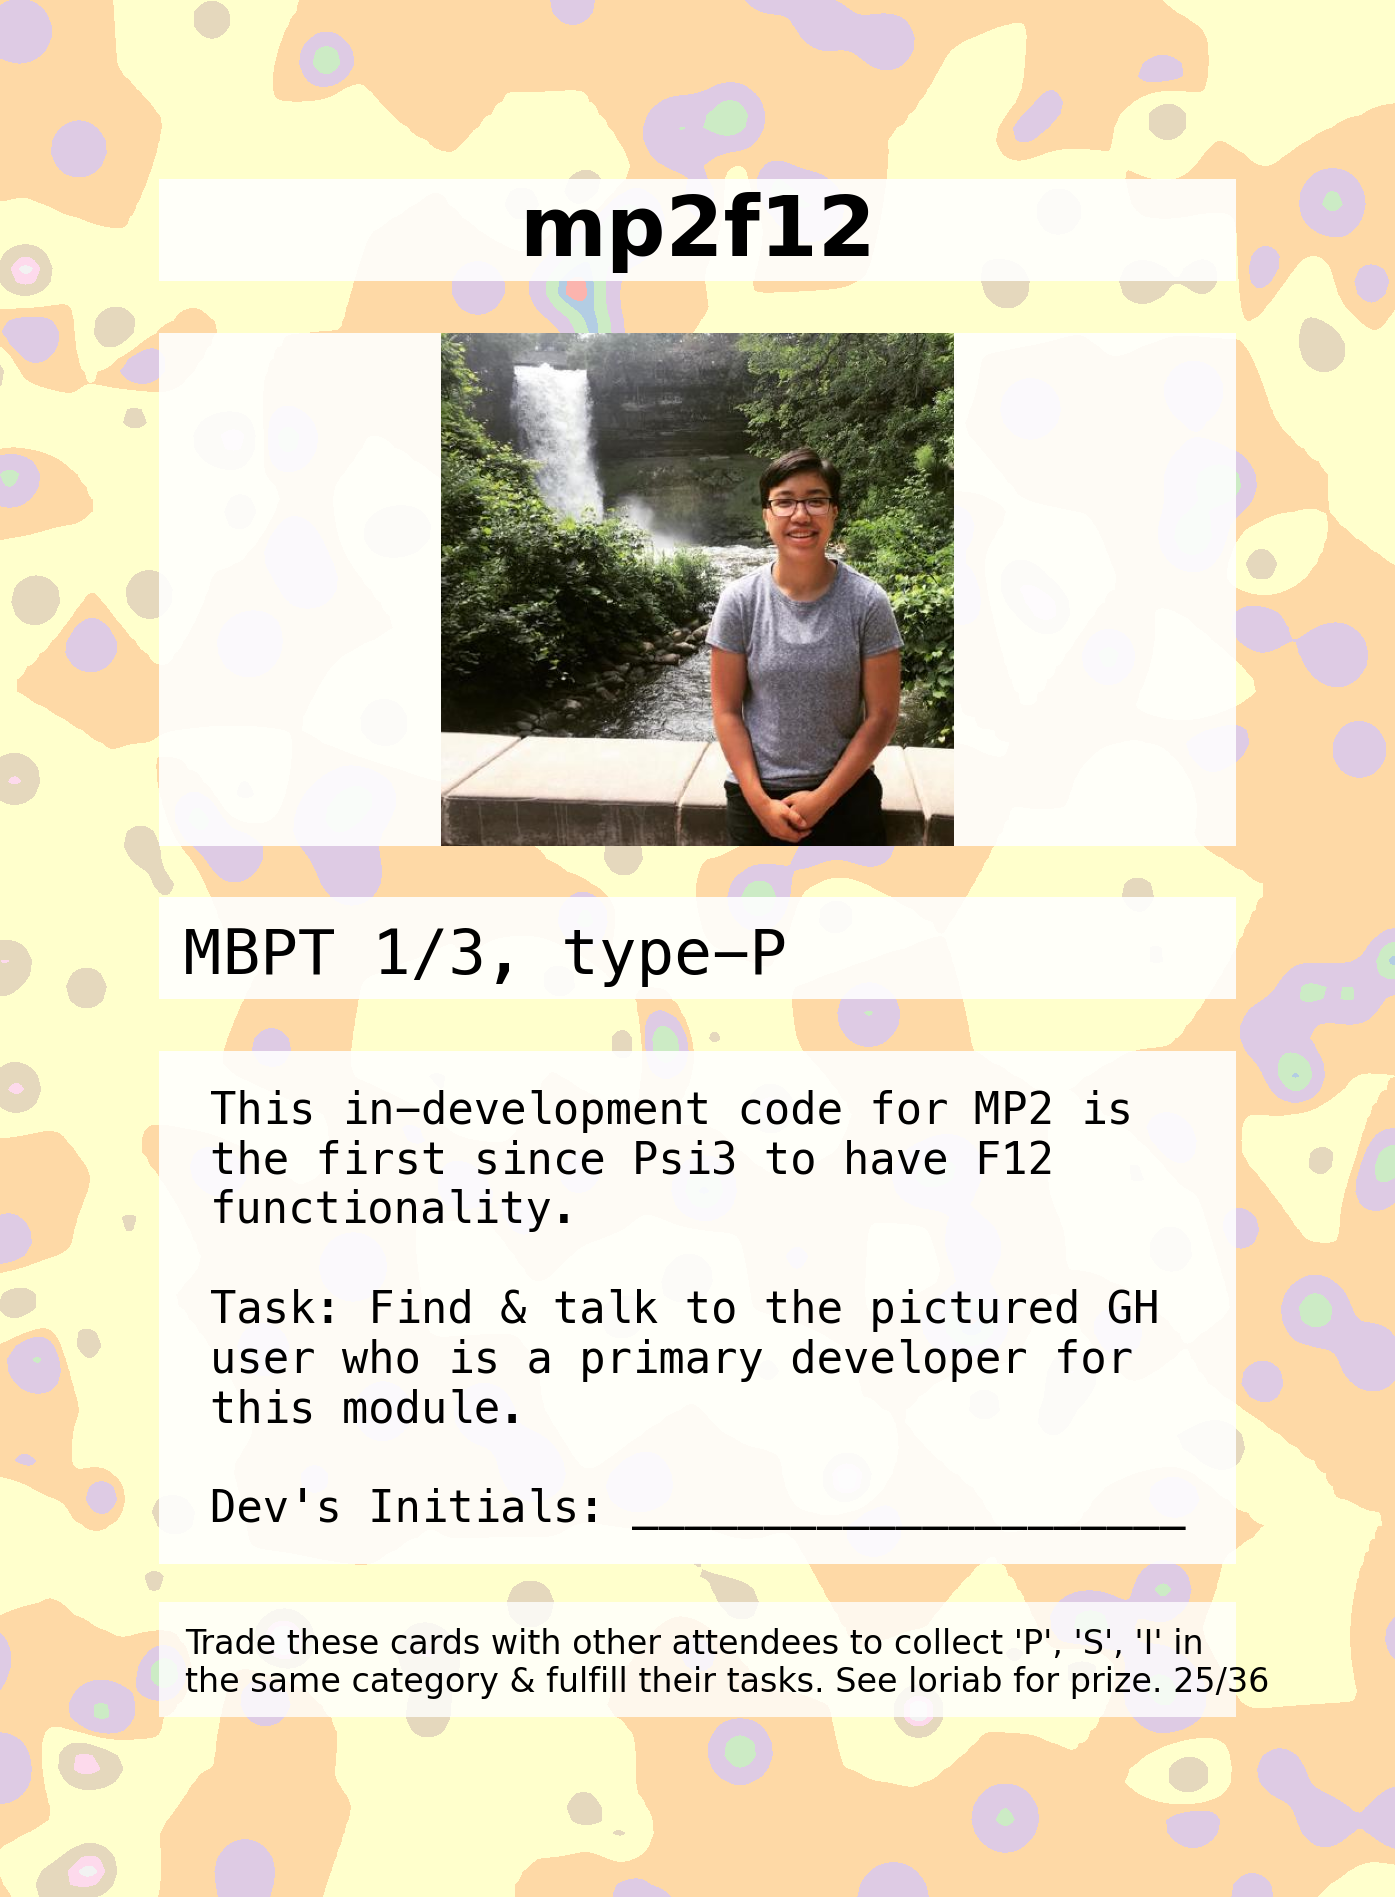 mp2f12
MBPT 1/3, type−P
This in−development code for MP2 is
the first since Psi3 to have F12
functionality.
Task: Find & talk to the pictured GH
user who is a primary developer for
this module.
Dev's Initials: _____________________
Trade these cards with other attendees to collect 'P', 'S', 'I' in
the same category & fulfill their tasks. See loriab for prize. 25/36